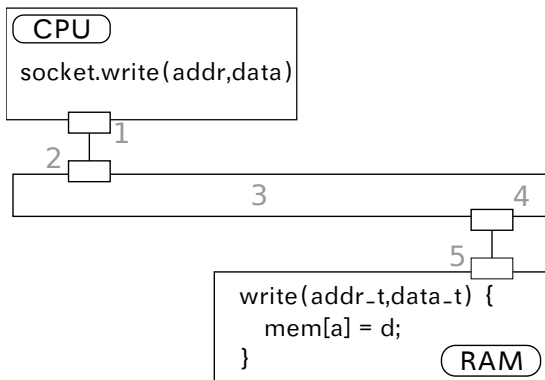 CPU
socket.write(addr,data)
1
2
3
4
5
write(addr_t,data_t) {
mem[a] = d;
}
RAM